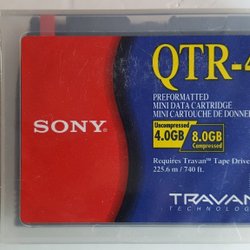 QTR-4
PREFORMATTED
MINI DATA CARTRIDGE
MINI CARTOUCHE DE DONNÉ
SONY
Uncompressed
4.0GB
8.0GB
Compressed
Requires Travan™ Tape Drive
225.6 m / 740 ft.
TRAVAN
TECHNOLOG